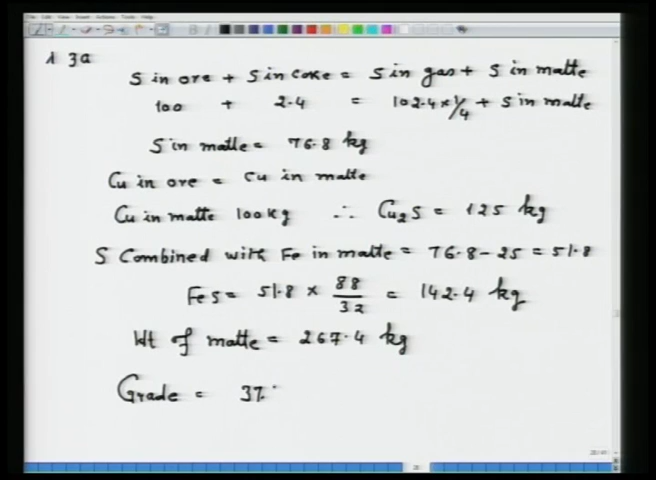 λ 3a
S in ore + S in coke = S in gas + S in matte
100 + 2.4 = 102.4 x 1/4 + S in matte
S in matte = 76.8 kg
Cu in ore = Cu in matte
Cu in matte 100 kg ∴ Cu2S = 125 kg
S Combined with Fe in matte = 76.8 - 25 = 51.8
FeS = 51.8 x 88/32 = 142.4 kg
Wt of matte = 267.4 kg
Grade = 37.